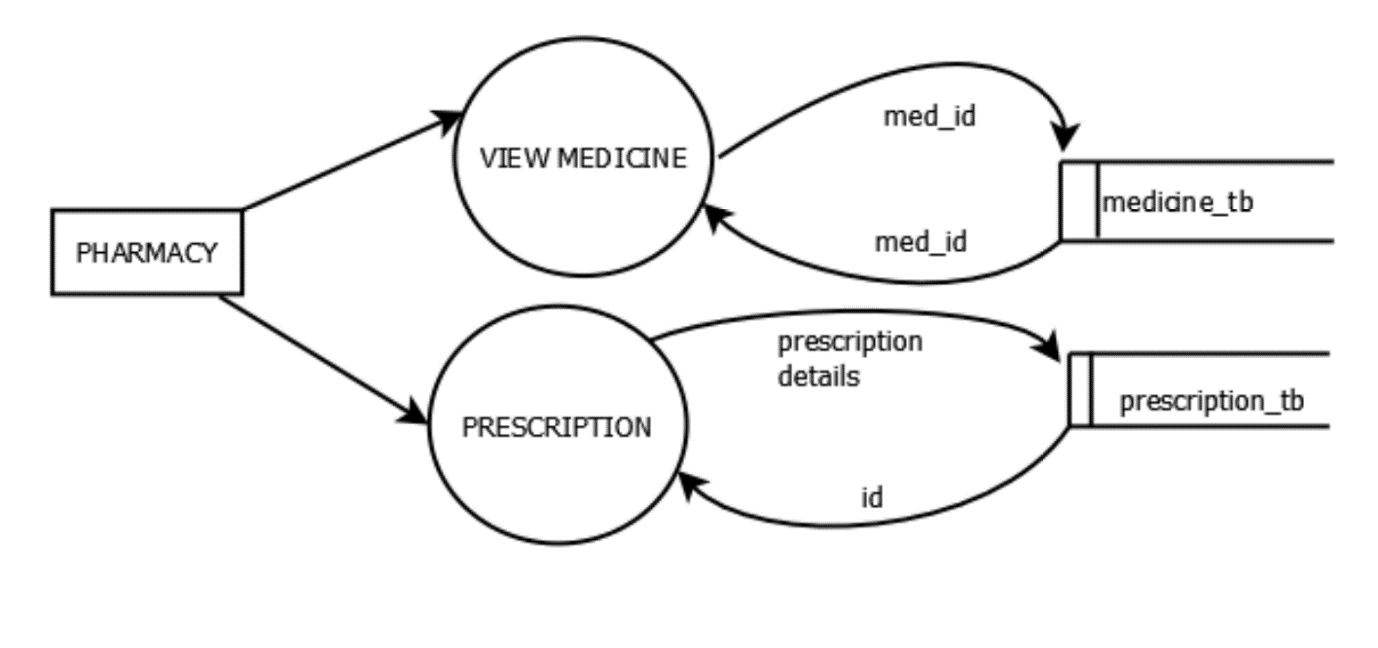 med_id
VIEW MEDICINE
medicine_tb
PHARMACY
med_id
prescription
details
prescription_tb
PRESCRIPTION
id